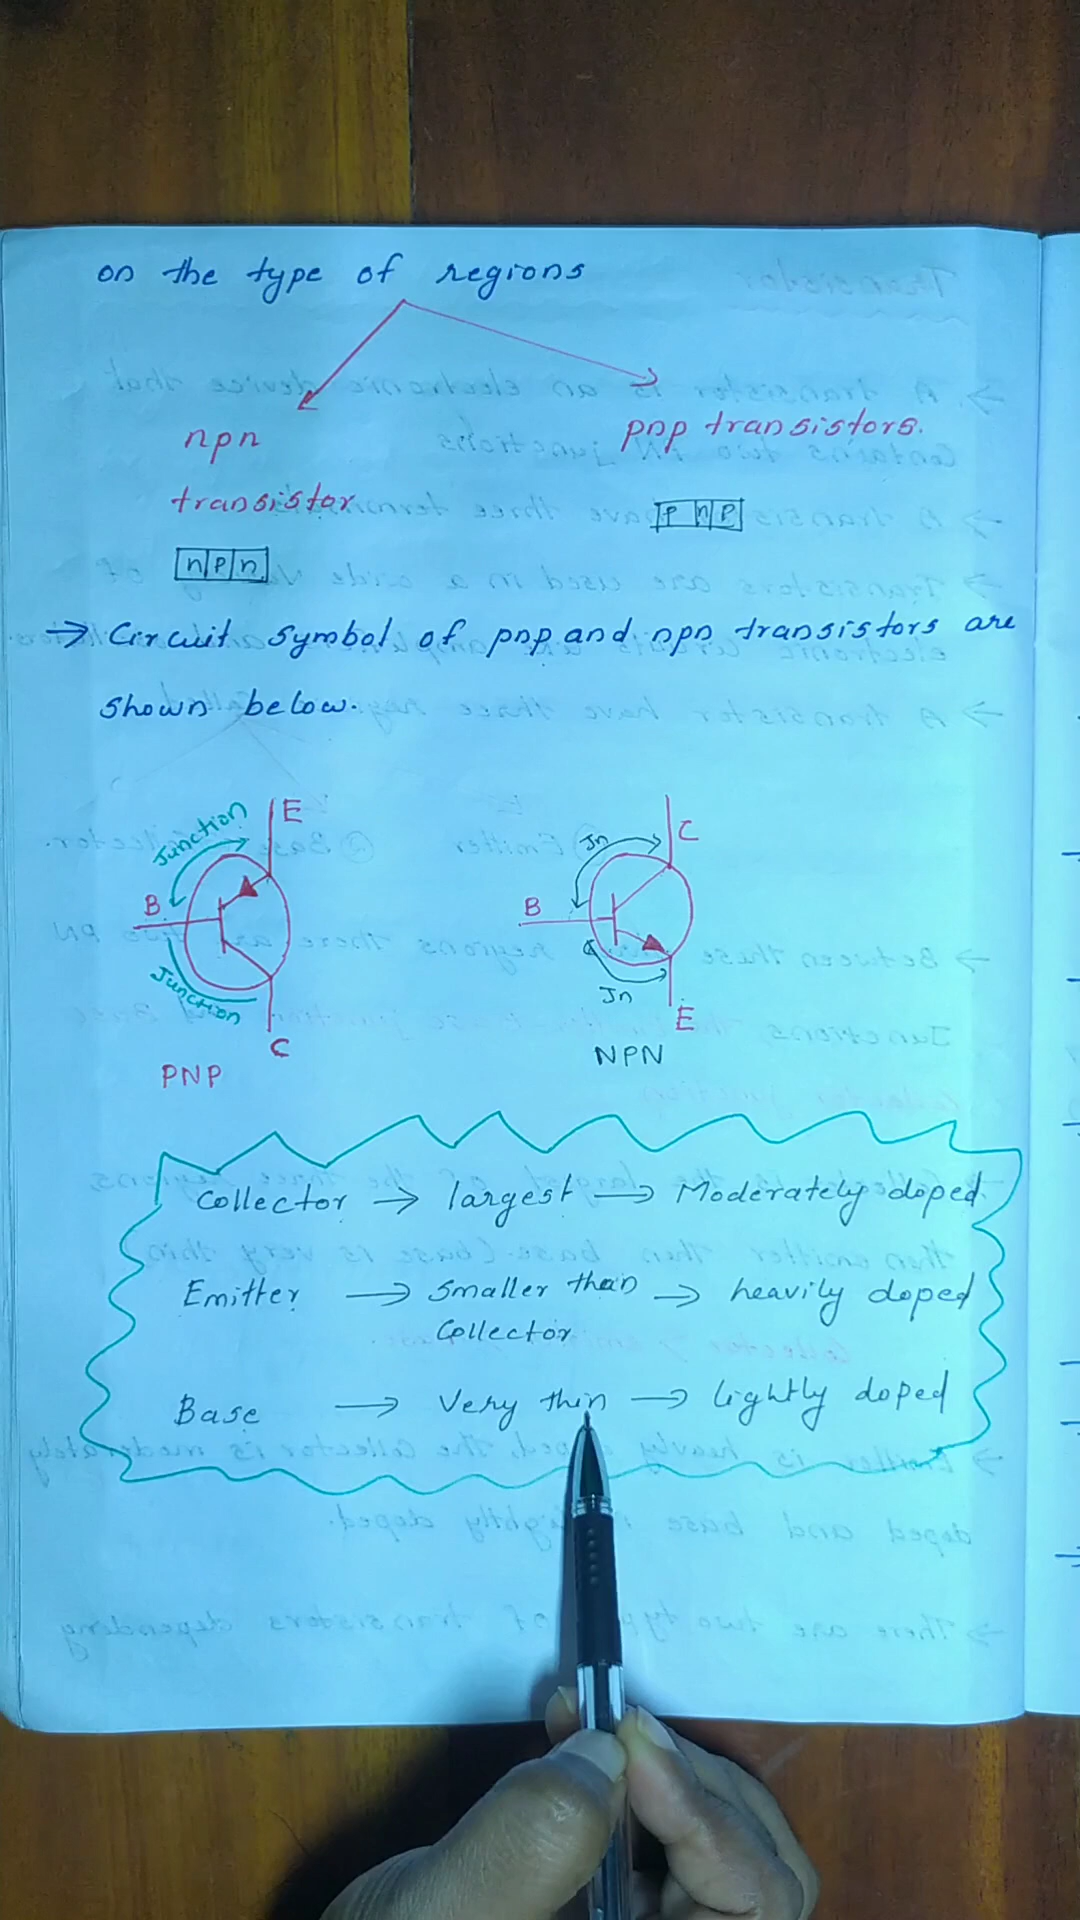 on the type of regions
npn
transistor
pnp transistors.
p n p
n p n
→ Circuit symbol of pnp and npn transistors are
shown below.
Junction
E
B
Junction
C
PNP
Jn
C
B
Jn
E
NPN
Collector → largest → Moderately doped
Emitter → Smaller than → heavily doped
Collector
Base → Very thin → lightly doped